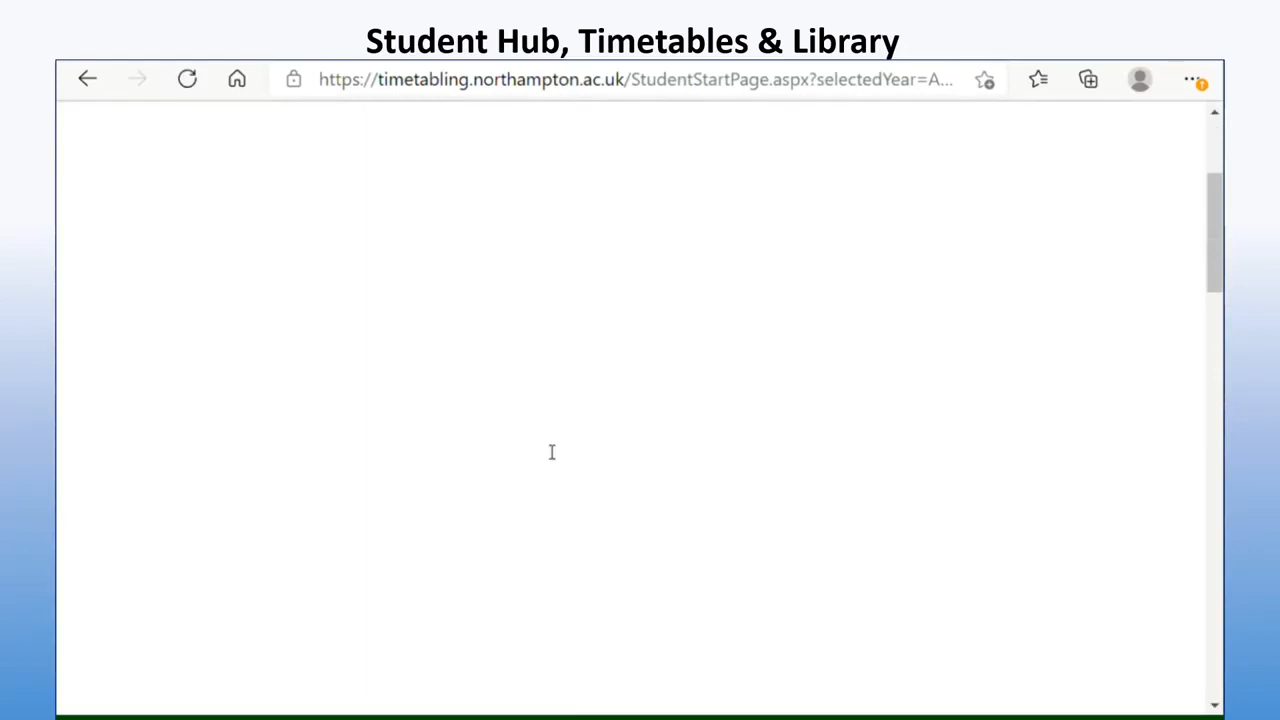 Student Hub, Timetables & Library
https://timetabling.northampton.ac.uk/StudentStartPage.aspx?selectedYear=A...